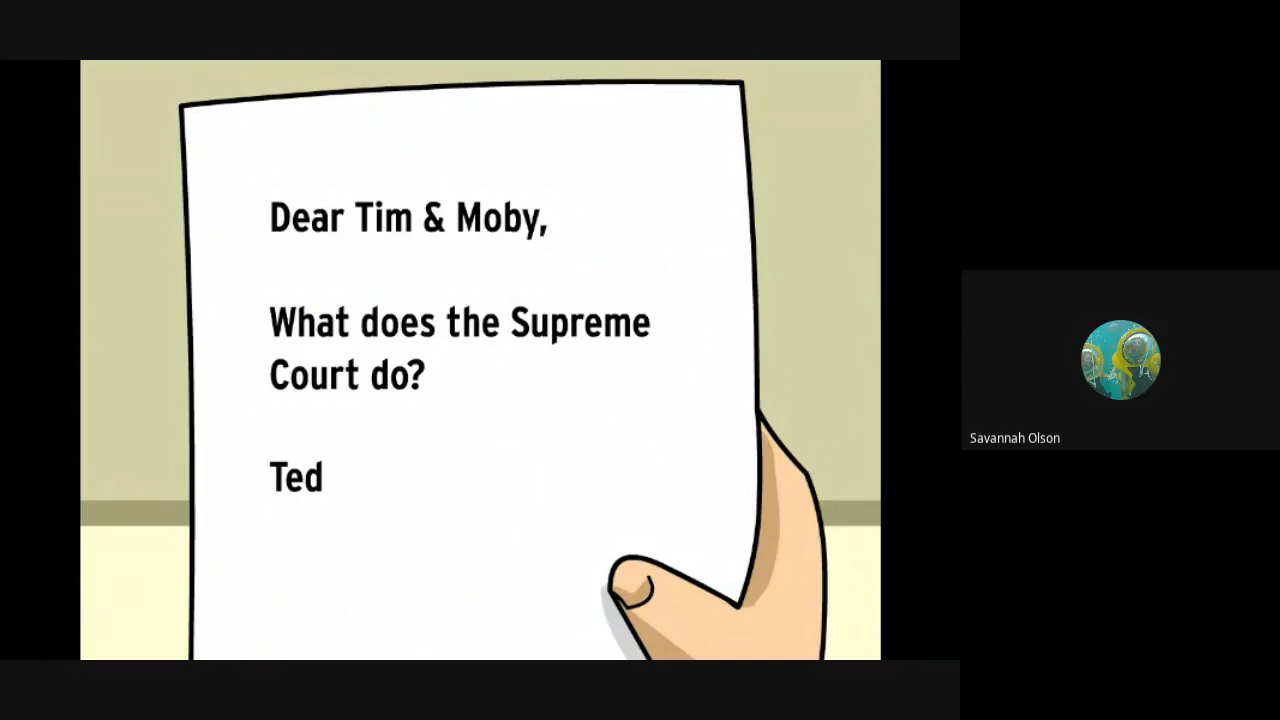 Dear Tim & Moby,
What does the Supreme
Court do?
Ted
Savannah Olson